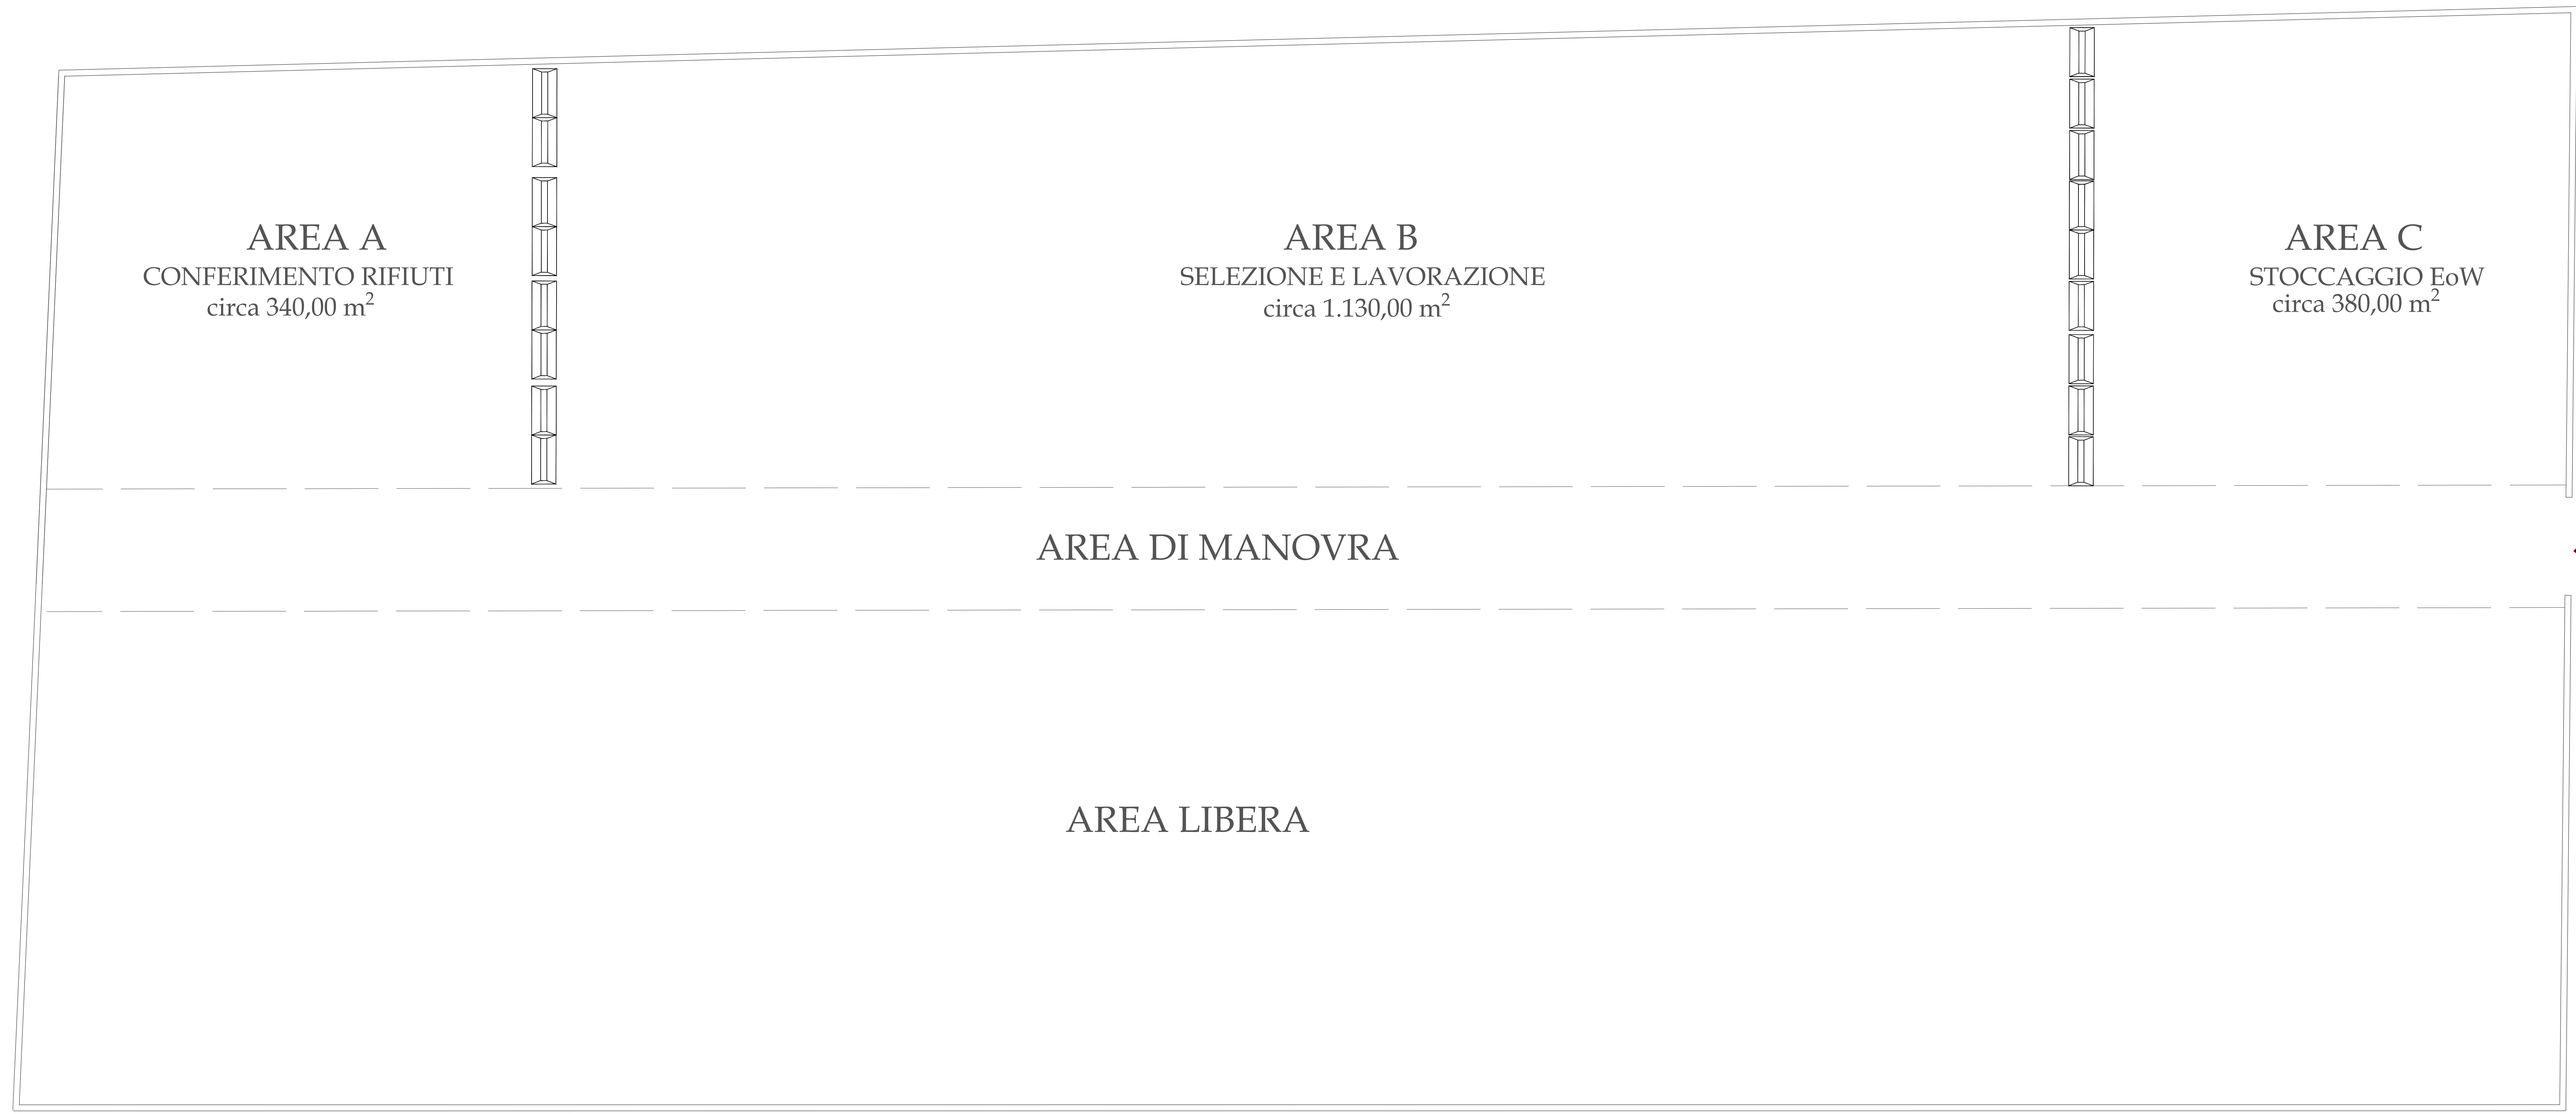 AREA A
CONFERIMENTO RIFIUTI
circa 340,00 m²
AREA B
SELEZIONE E LAVORAZIONE
circa 1.130,00 m²
AREA C
STOCCAGGIO EoW
circa 380,00 m²
AREA DI MANOVRA
AREA LIBERA